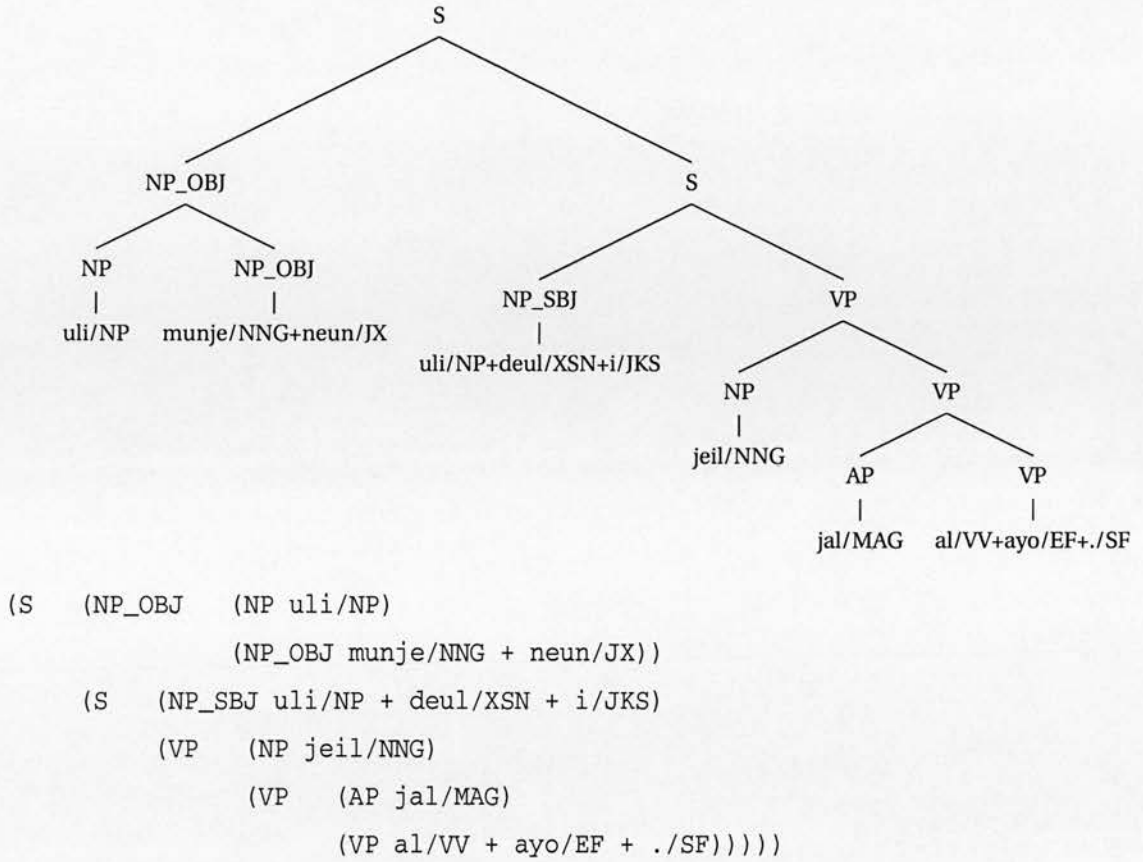 S
NP_OBJ S
NP NP_OBJ
NP_SBJ VP
uli/NP munje/NNG+neun/JX
uli/NP+deul/XSN+i/JKS
NP VP
jeil/NNG
AP VP
jal/MAG al/VV+ayo/EF+./SF
(S (NP_OBJ (NP uli/NP)
(NP_OBJ munje/NNG + neun/JX))
(S (NP_SBJ uli/NP + deul/XSN + i/JKS)
(VP (NP jeil/NNG)
(VP (AP jal/MAG)
(VP al/VV + ayo/EF + ./SF)))))